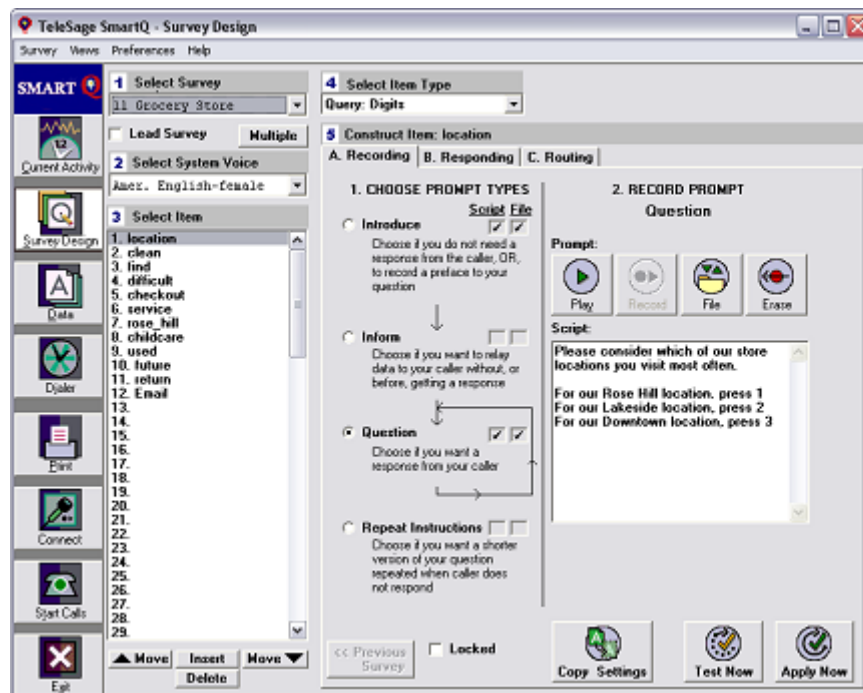 TeleSage SmartQ - Survey Design
Survey Views Preferences Help
SMART Q
Current Activity
Survey Design
Data
Dialer
Print
Connect
Start Calls
Exit
1 Select Survey
11 Grocery Store
Lead Survey Multiple
2 Select System Voice
Amer. English-female
3 Select Item
1. location
2. clean
3. find
4. difficult
5. checkout
6. service
7. rose_hill
8. childcare
9. used
10. future
11. return
12. Email
13.
14.
15.
16.
17.
18.
19.
20.
21.
22.
23.
24.
25.
26.
27.
28.
29.
Move Insert Move
Delete
4 Select Item Type
Query: Digits
5 Construct Item: location
A. Recording B. Responding C. Routing
1. CHOOSE PROMPT TYPES
Script File
Introduce
Choose if you do not need a
response from the caller, OR,
to record a preface to your
question
Inform
Choose if you want to relay
data to your caller without, or
before, getting a response
Question
Choose if you want a
response from your caller
Repeat Instructions
Choose if you want a shorter
version of your question
repeated when caller does
not respond
<< Previous
Survey
Locked
2. RECORD PROMPT
Question
Prompt:
Play Record File Erase
Script:
Please consider which of our store
locations you visit most often.
For our Rose Hill location, press 1
For our Lakeside location, press 2
For our Downtown location, press 3
Copy Settings Test Now Apply Now